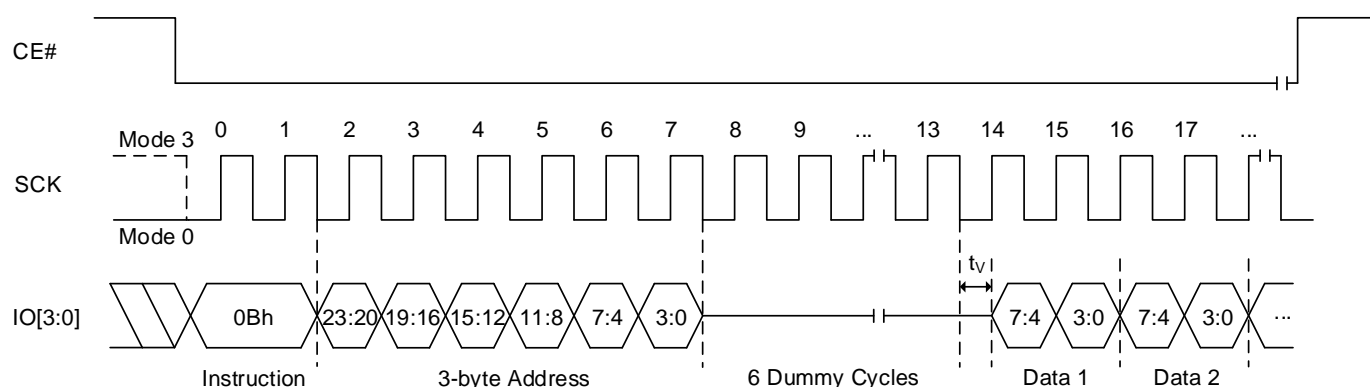 CE#
Mode 3 0 1 2 3 4 5 6 7 8 9 ... 13 14 15 16 17 ...
SCK
Mode 0
tV
IO[3:0] 0Bh 23:20 19:16 15:12 11:8 7:4 3:0 7:4 3:0 7:4 3:0 ...
Instruction 3-byte Address 6 Dummy Cycles Data 1 Data 2